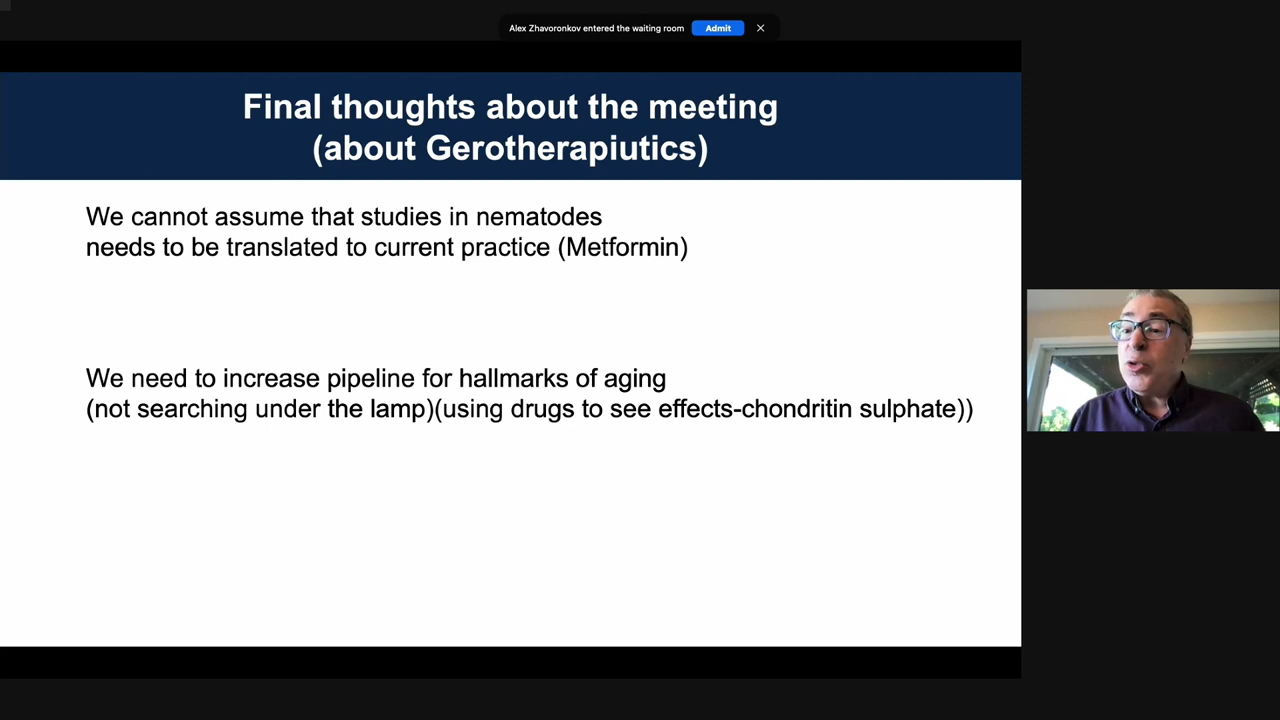 Alex Zhavoronkov entered the waiting room Admit
Final thoughts about the meeting
(about Gerotherapiutics)
We cannot assume that studies in nematodes
needs to be translated to current practice (Metformin)
We need to increase pipeline for hallmarks of aging
(not searching under the lamp)(using drugs to see effects-chondritin sulphate))